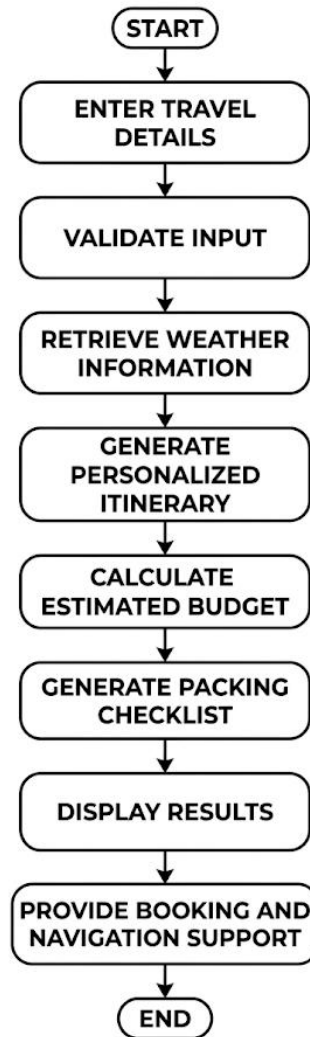 START
ENTER TRAVEL
DETAILS
VALIDATE INPUT
RETRIEVE WEATHER
INFORMATION
GENERATE
PERSONALIZED
ITINERARY
CALCULATE
ESTIMATED BUDGET
GENERATE PACKING
CHECKLIST
DISPLAY RESULTS
PROVIDE BOOKING AND
NAVIGATION SUPPORT
END